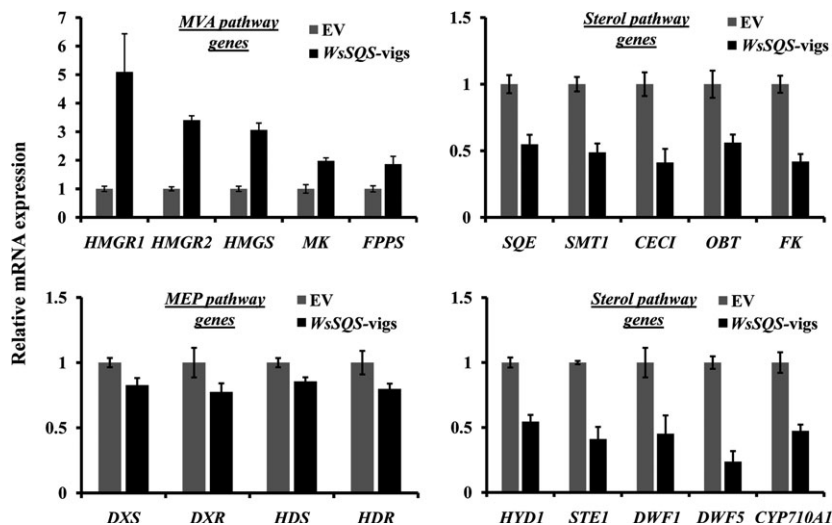 Relative mRNA expression
MVA pathway
genes
EV
WsSQS-vigs
7
6
5
4
3
2
1
0
HMGR1 HMGR2 HMGS MK FPPS
Sterol pathway
genes
EV
WsSQS-vigs
1.5
1
0.5
0
SQE SMT1 CECI OBT FK
MEP pathway
genes
EV
WsSQS-vigs
1.5
1
0.5
0
DXS DXR HDS HDR
Sterol pathway
genes
EV
WsSQS-vigs
1.5
1
0.5
0
HYD1 STE1 DWF1 DWF5 CYP710A1